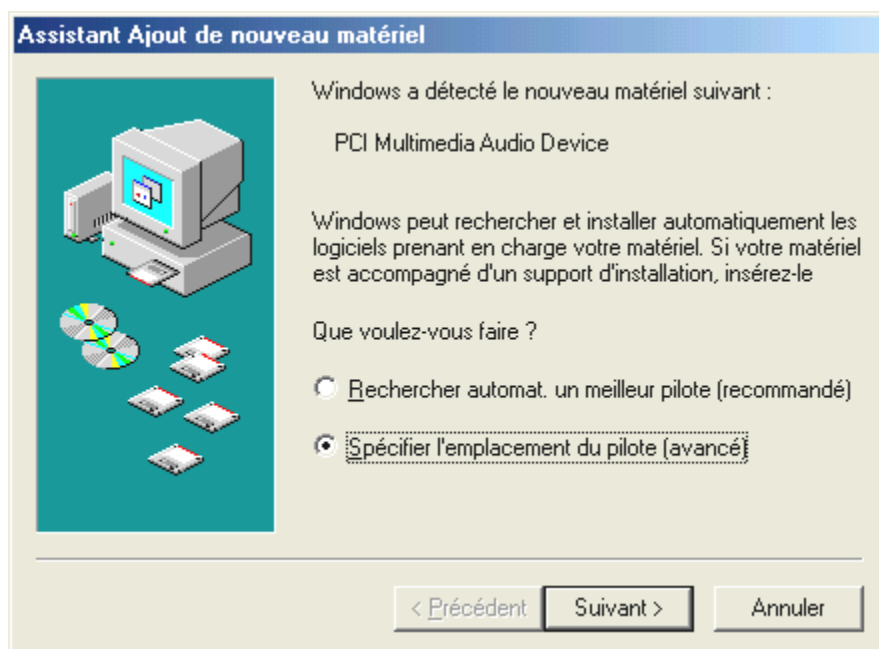 Assistant Ajout de nouveau matériel
Windows a détecté le nouveau matériel suivant :
PCI Multimedia Audio Device
Windows peut rechercher et installer automatiquement les
logiciels prenant en charge votre matériel. Si votre matériel
est accompagné d'un support d'installation, insérez-le
Que voulez-vous faire ?
Rechercher automat. un meilleur pilote (recommandé)
Spécifier l'emplacement du pilote (avancé)
< Précédent
Suivant >
Annuler